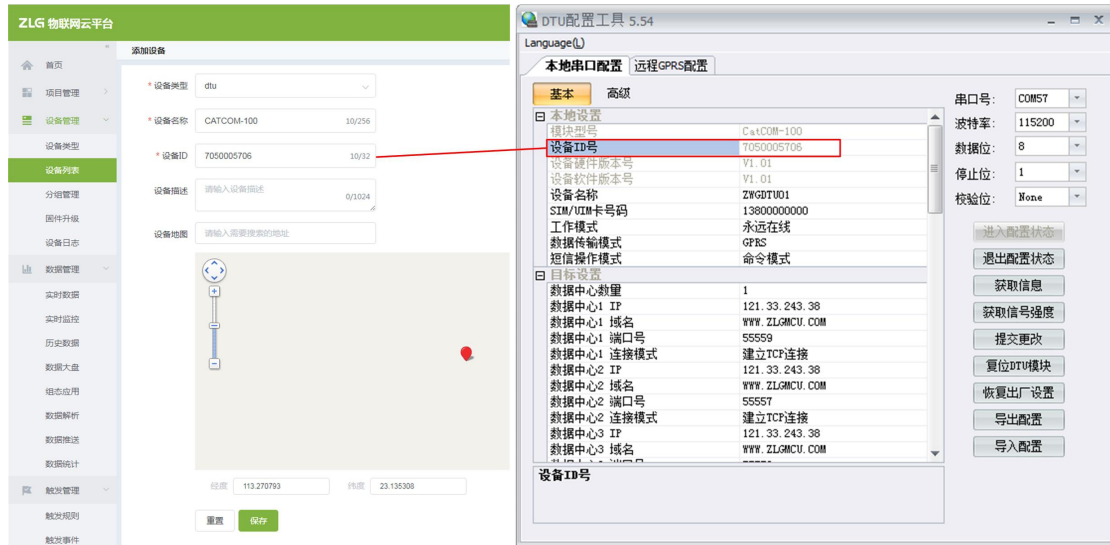 ZLG 物联网云平台
首页
项目管理
设备管理
设备类型
设备列表
分组管理
固件升级
设备日志
数据管理
实时数据
实时监控
历史数据
数据大盘
组态应用
数据解析
数据推送
数据统计
触发管理
触发规则
触发事件
添加设备
* 设备类型 dtu
* 设备名称 CATCOM-100 10/256
* 设备ID 7050005706 10/32
设备描述 请输入设备描述 0/1024
设备地图 请输入需要搜索的地址
经度 113.270793 纬度 23.135308
重置 保存
DTU配置工具 5.54
Language(L)
本地串口配置 远程GPRS配置
基本 高级
本地设置
模块型号 CatCOM-100
设备ID号 7050005706
设备硬件版本号 V1.01
设备软件版本号 V1.01
设备名称 ZWGDTU01
SIM/UIM卡号码 13800000000
工作模式 永远在线
数据传输模式 GPRS
短信操作模式 命令模式
目标设置
数据中心数量 1
数据中心1 IP 121.33.243.38
数据中心1 域名 WWW.ZLGMCU.COM
数据中心1 端口号 55559
数据中心1 连接模式 建立TCP连接
数据中心2 IP 121.33.243.38
数据中心2 域名 WWW.ZLGMCU.COM
数据中心2 端口号 55557
数据中心2 连接模式 建立TCP连接
数据中心3 IP 121.33.243.38
数据中心3 域名 WWW.ZLGMCU.COM
设备ID号
串口号: COM57
波特率: 115200
数据位: 8
停止位: 1
校验位: None
进入配置状态
退出配置状态
获取信息
获取信号强度
提交更改
复位DTU模块
恢复出厂设置
导出配置
导入配置